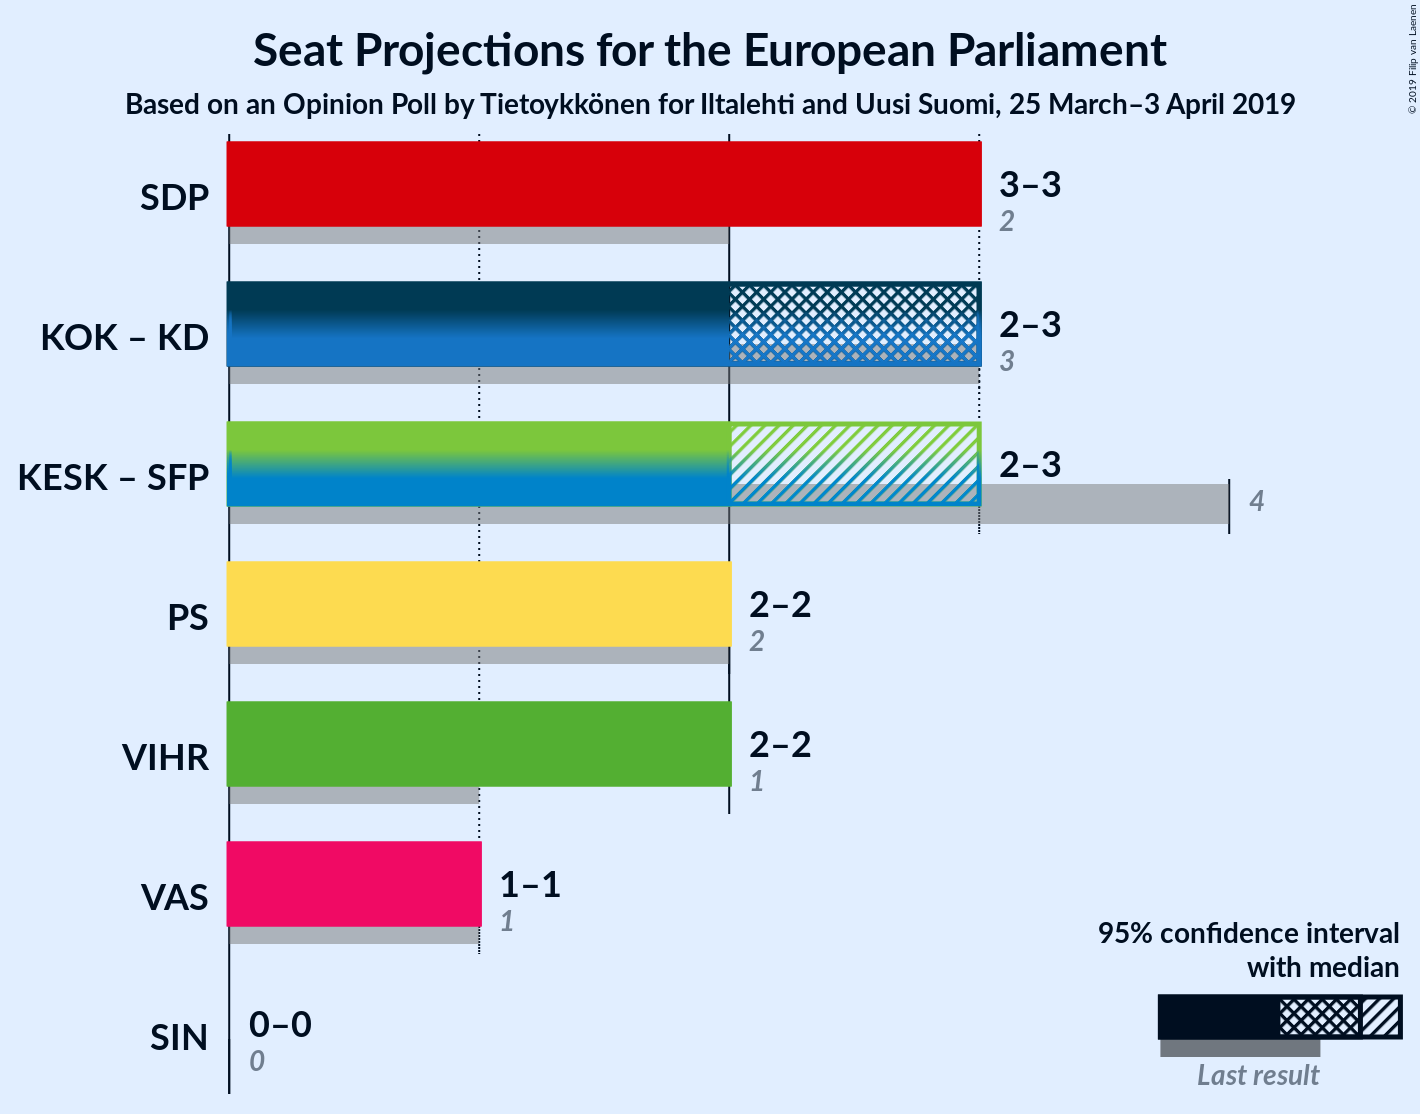 Seat Projections for the European Parliament
Based on an Opinion Poll by Tietoykkönen for Iltalehti and Uusi Suomi, 25 March–3 April 2019
© 2019 Filip van Laenen
SDP
3–3
2
KOK – KD
2–3
3
KESK – SFP
2–3
4
PS
2–2
2
VIHR
2–2
1
VAS
1–1
1
SIN
0–0
0
95% confidence interval
with median
Last result